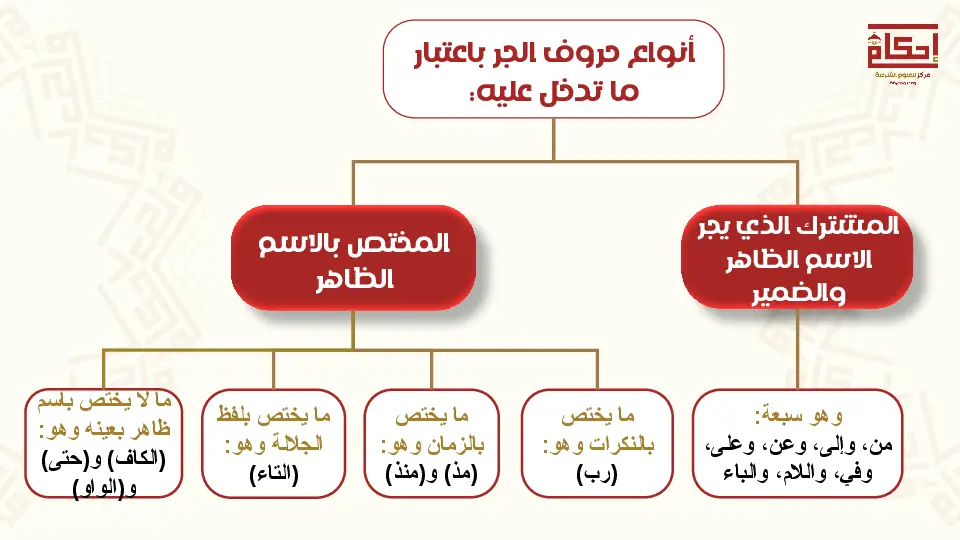 أنواع حروف الجر باعتبار
ما تدخل عليه:
إحكام
مركز للعلوم الشرعية
المشترك الذي يجر
الاسم الظاهر
والضمير
المختص بالاسم
الظاهر
وهو سبعة:
من، وإلى، وعن، وعلى،
وفي، واللام، والباء
ما يختص
بالنكرات وهو:
(رب)
ما يختص
بالزمان وهو:
(مذ) و(منذ)
ما يختص بلفظ
الجلالة وهو:
(التاء)
ما لا يختص باسم
ظاهر بعينه وهو:
(الكاف) و(حتى)
و(الواو)